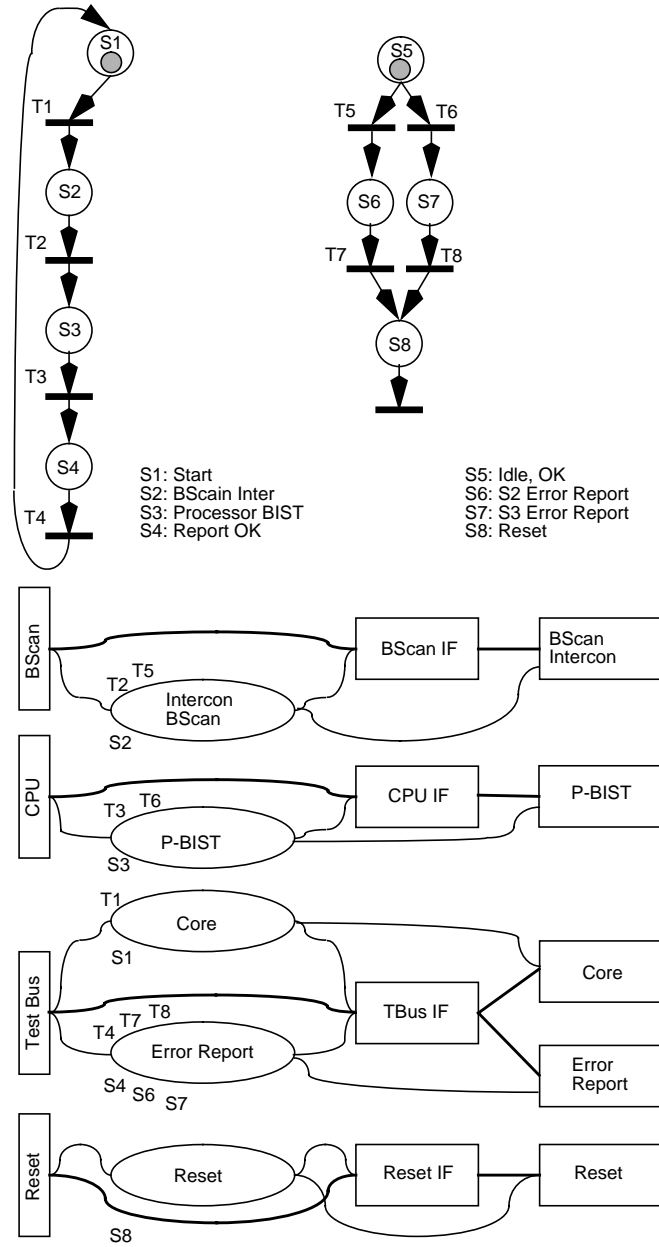 S1
S5
T1
T5
T6
S2
S6
S7
T2
T7
T8
S3
S8
T3
S4
T4
S1: Start
S2: BScain Inter
S3: Processor BIST
S4: Report OK
S5: Idle, OK
S6: S2 Error Report
S7: S3 Error Report
S8: Reset
BScan
T2
T5
Intercon
BScan
S2
BScan IF
BScan
Intercon
CPU
T3
T6
P-BIST
S3
CPU IF
P-BIST
Test Bus
T1
Core
S1
T4
T7
T8
Error Report
S4
S6
S7
TBus IF
Core
Error
Report
Reset
Reset
S8
Reset IF
Reset